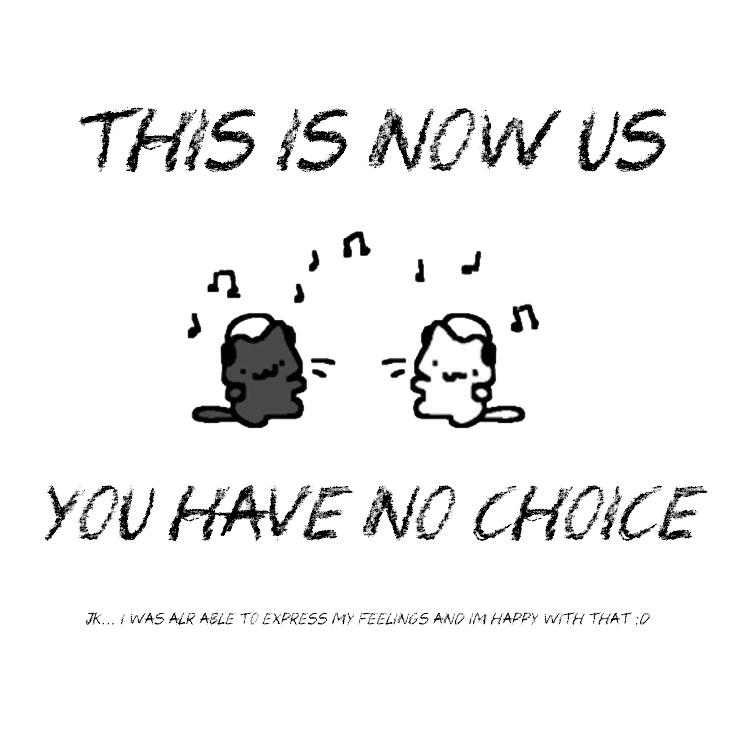 THIS IS NOW US
YOU HAVE NO CHOICE
JK... I WAS ALR ABLE TO EXPRESS MY FEELINGS AND IM HAPPY WITH THAT :D